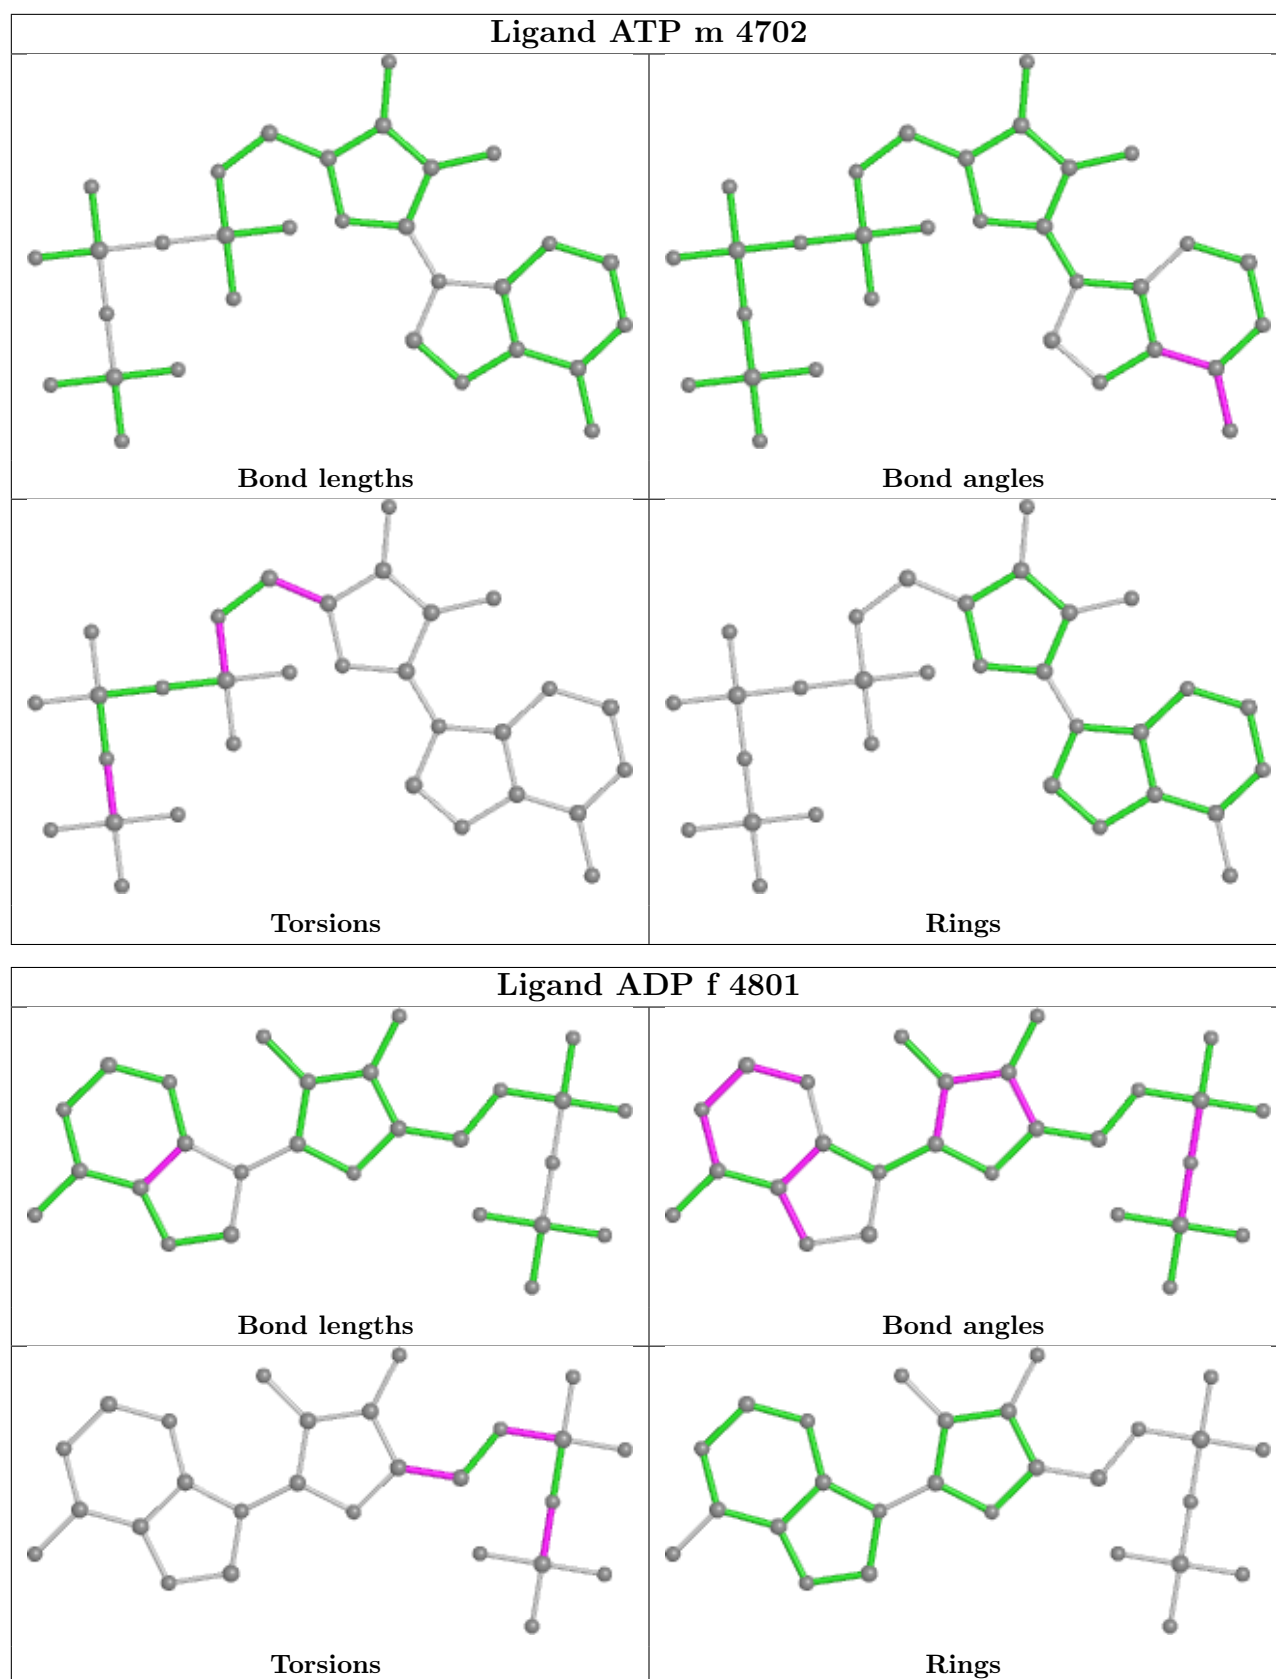 Ligand ATP m 4702
Bond lengths
Bond angles
Torsions
Rings
Ligand ADP f 4801
Bond lengths
Bond angles
Torsions
Rings